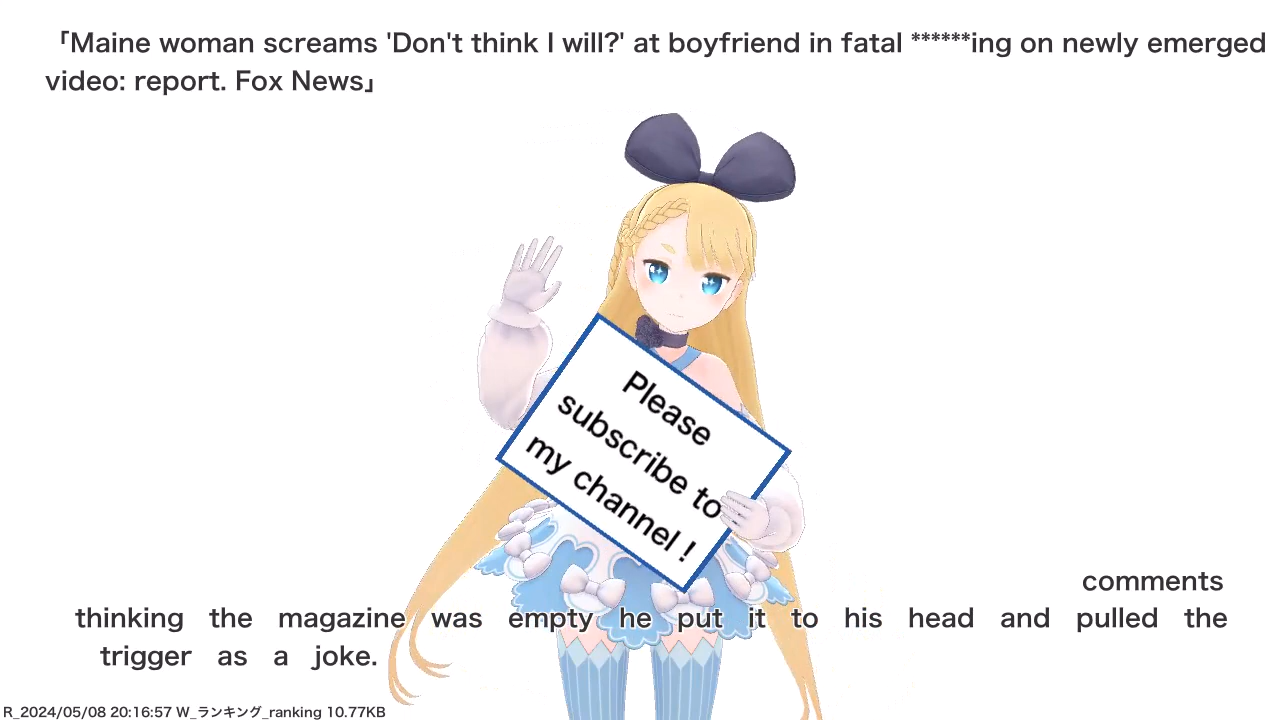 「Maine woman screams 'Don't think I will?' at boyfriend in fatal ******ing on newly emerged
video: report. Fox News」
Please
subscribe to
my channel !
comments
thinking the magazine was empty he put it to his head and pulled the
trigger as a joke.
R_2024/05/08 20:16:57 W_ランキング_ranking 10.77KB